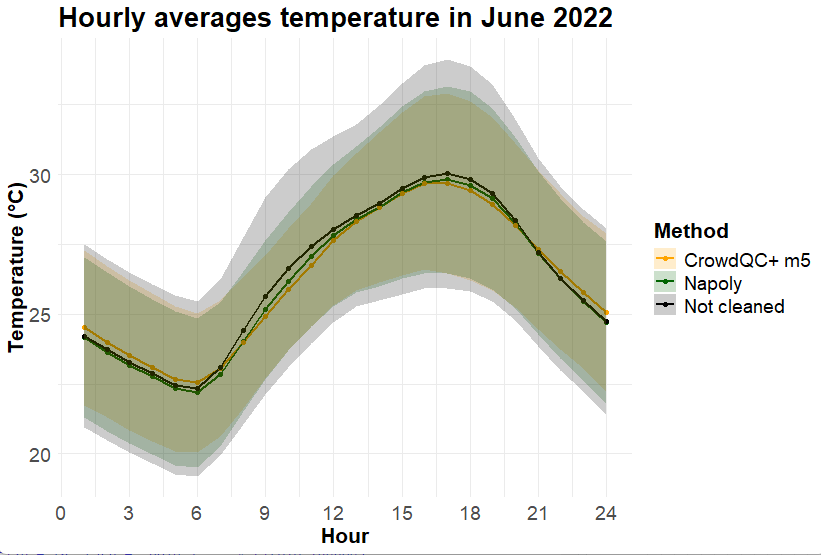 Hourly averages temperature in June 2022
Temperature (°C)
30
25
20
0 3 6 9 12 15 18 21 24
Hour
Method
CrowdQC+ m5
Napoly
Not cleaned